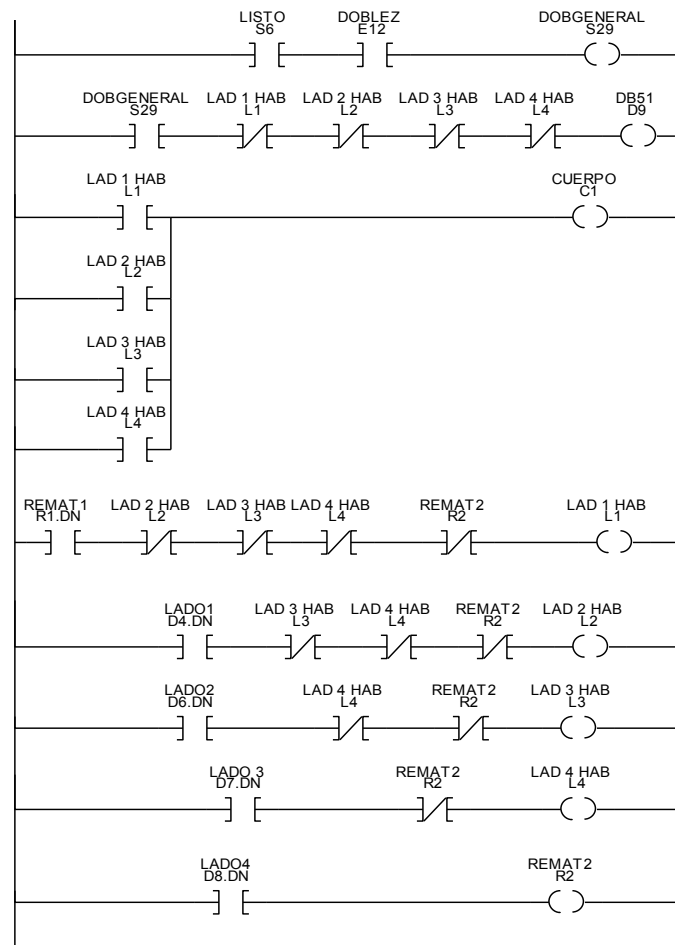 LISTO DOBLEZ DOBGENERAL
S6 E12 S29
DOBGENERAL LAD 1 HAB LAD 2 HAB LAD 3 HAB LAD 4 HAB DB51
S29 L1 L2 L3 L4 D9
LAD 1 HAB CUERPO
L1 C1
LAD 2 HAB
L2
LAD 3 HAB
L3
LAD 4 HAB
L4
REMAT1 LAD 2 HAB LAD 3 HAB LAD 4 HAB REMAT2 LAD 1 HAB
R1.DN L2 L3 L4 R2 L1
LADO1 LAD 3 HAB LAD 4 HAB REMAT2 LAD 2 HAB
D4.DN L3 L4 R2 L2
LADO2 LAD 4 HAB REMAT2 LAD 3 HAB
D6.DN L4 R2 L3
LADO 3 REMAT2 LAD 4 HAB
D7.DN R2 L4
LADO4 REMAT2
D8.DN R2